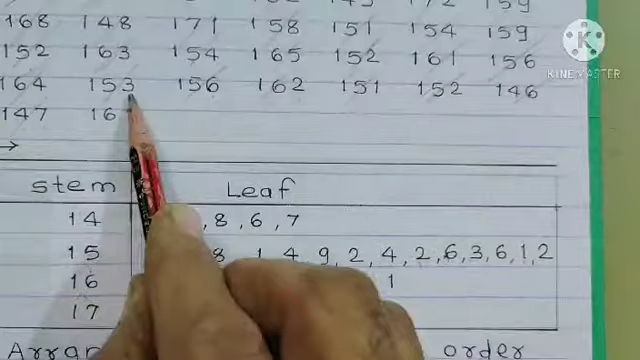 159
168 148 171 158 151 154 159
KINEMASTER
152 163 154 165 152 161 156
164 153 156 162 151 152 146
147 16
stem Leaf
14 , 8 , 6 , 7
15 8 1, 4, 9, 2, 4, 2, 6, 3, 6, 1, 2
16 1
17
Arran order